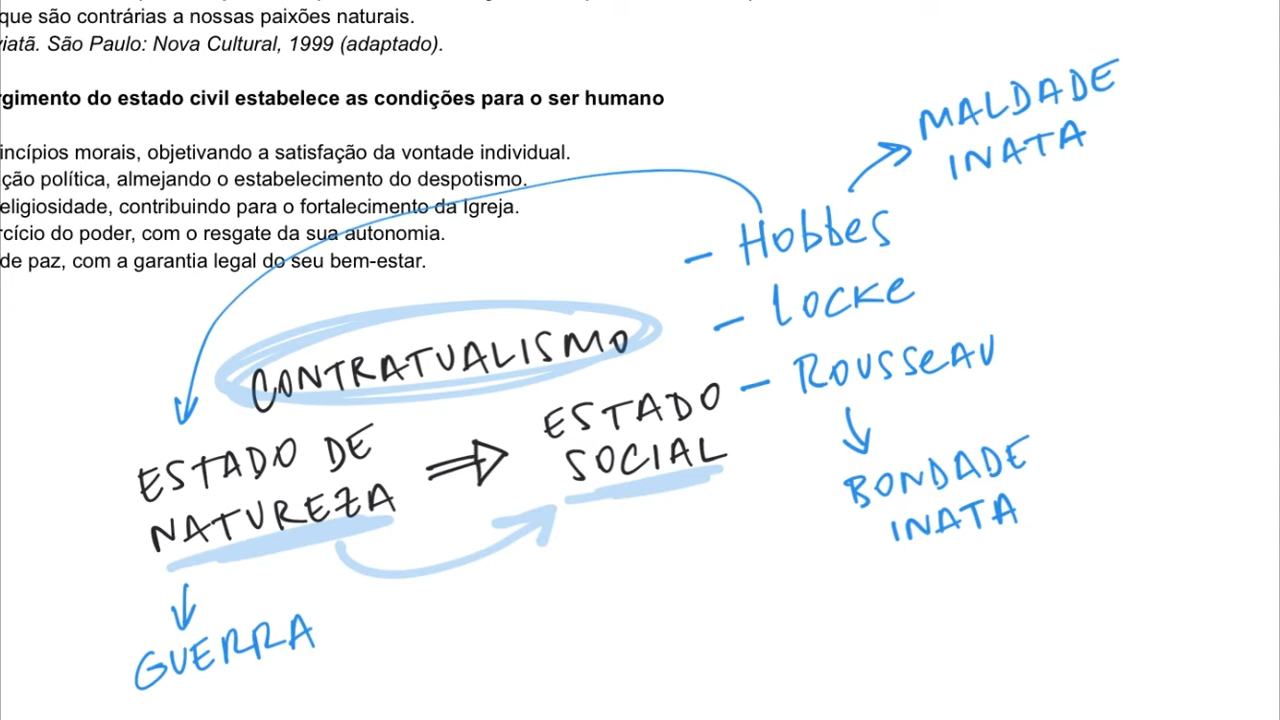 que são contrárias a nossas paixões naturais.
viatã. São Paulo: Nova Cultural, 1999 (adaptado).
rgimento do estado civil estabelece as condições para o ser humano
incípios morais, objetivando a satisfação da vontade individual.
ção política, almejando o estabelecimento do despotismo.
eligiosidade, contribuindo para o fortalecimento da Igreja.
rcício do poder, com o resgate da sua autonomia.
de paz, com a garantia legal do seu bem-estar.
MALDADE
INATA
- Hobbes
- LOCKe
- ROUSSeAU
BONDADE
INATA
CONTRATUALISMO
ESTADO DE
NATUREZA
ESTADO
SOCIAL
GUERRA